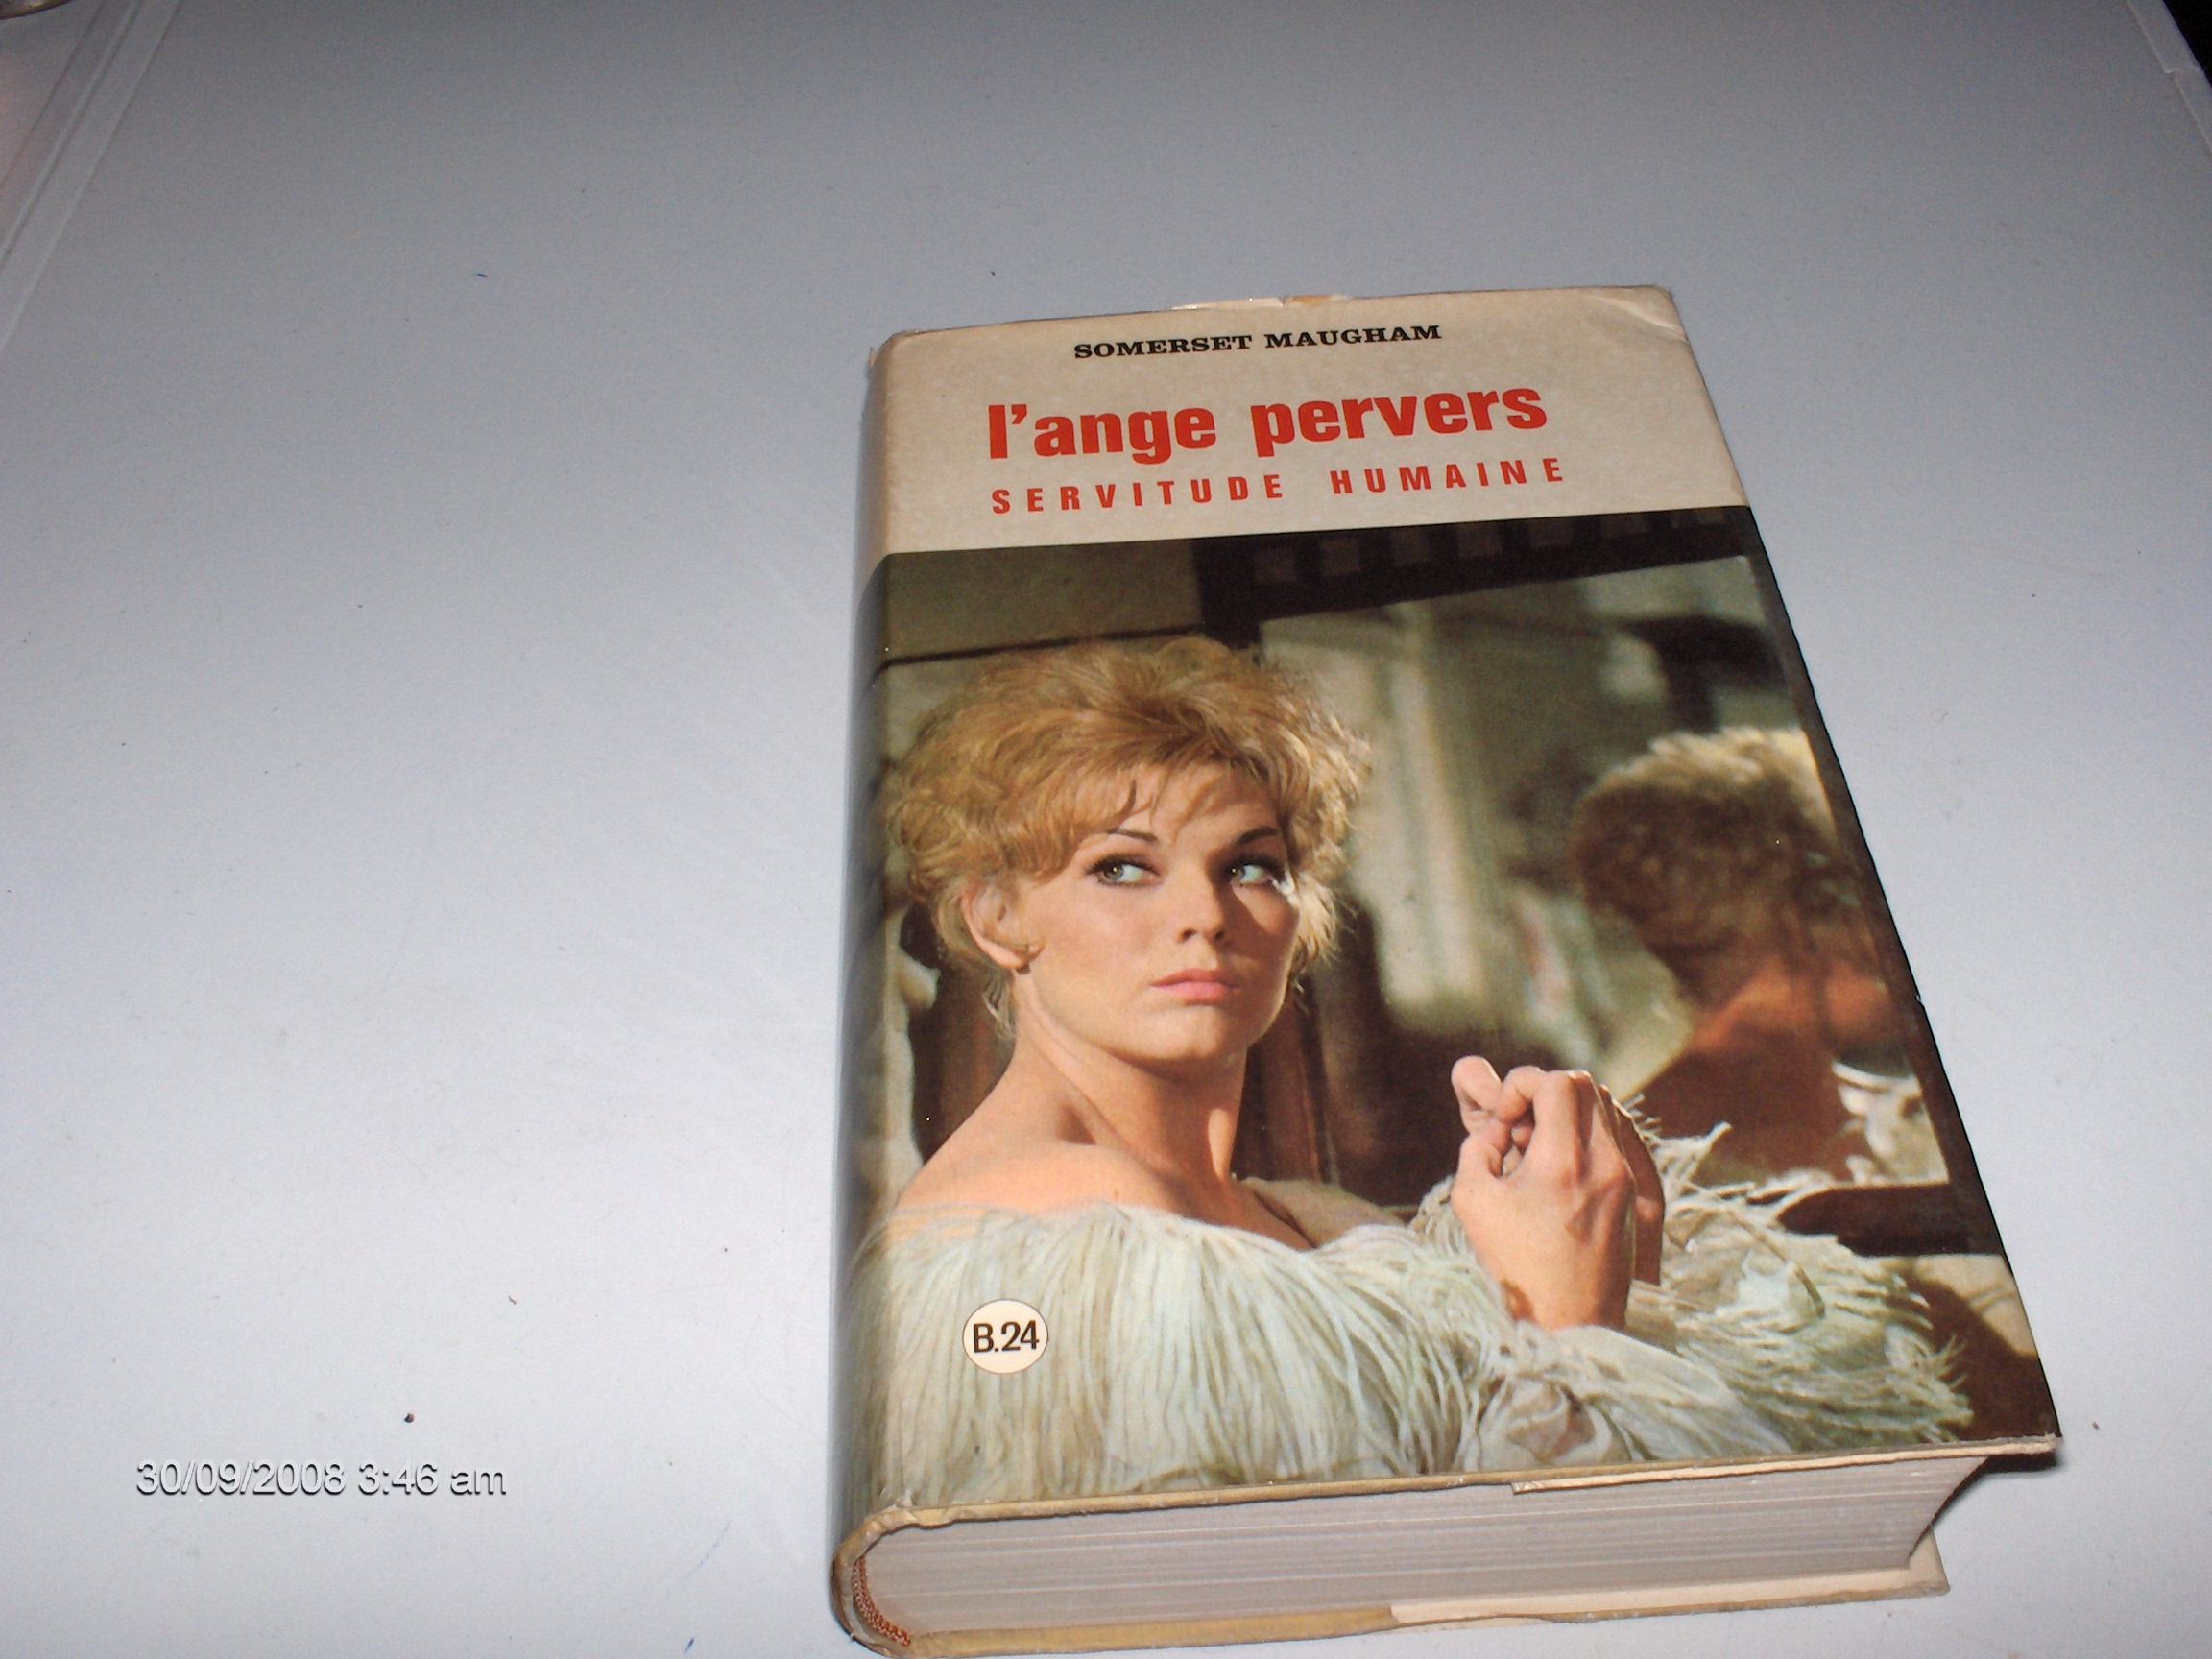 SOMERSET MAUGHAM
l'ange pervers
SERVITUDE HUMAINE
B.24
30/09/2008 3:46 am